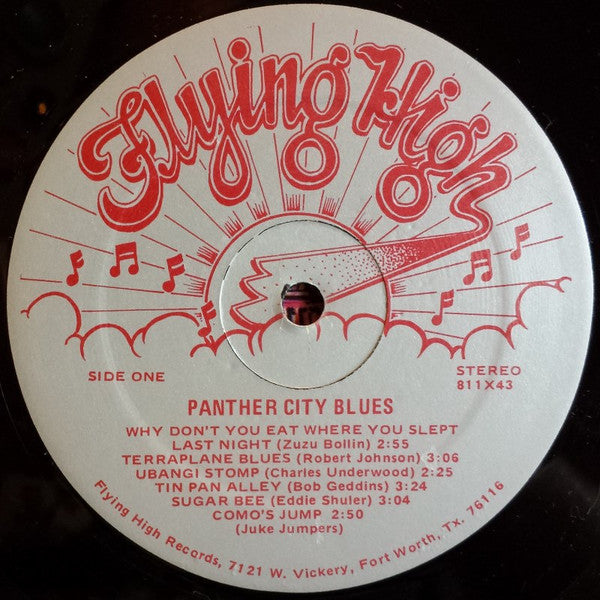 Flying High
SIDE ONE
STEREO
811X43
PANTHER CITY BLUES
WHY DON'T YOU EAT WHERE YOU SLEPT
LAST NIGHT (Zuzu Bollin) 2:55
TERRAPLANE BLUES (Robert Johnson) 3:06
UBANGI STOMP (Charles Underwood) 2:25
TIN PAN ALLEY (Bob Geddins) 3:24
SUGAR BEE (Eddie Shuler) 3:04
COMO'S JUMP 2:50
(Juke Jumpers)
Flying High Records, 7121 W. Vickery, Fort Worth, Tx. 76116